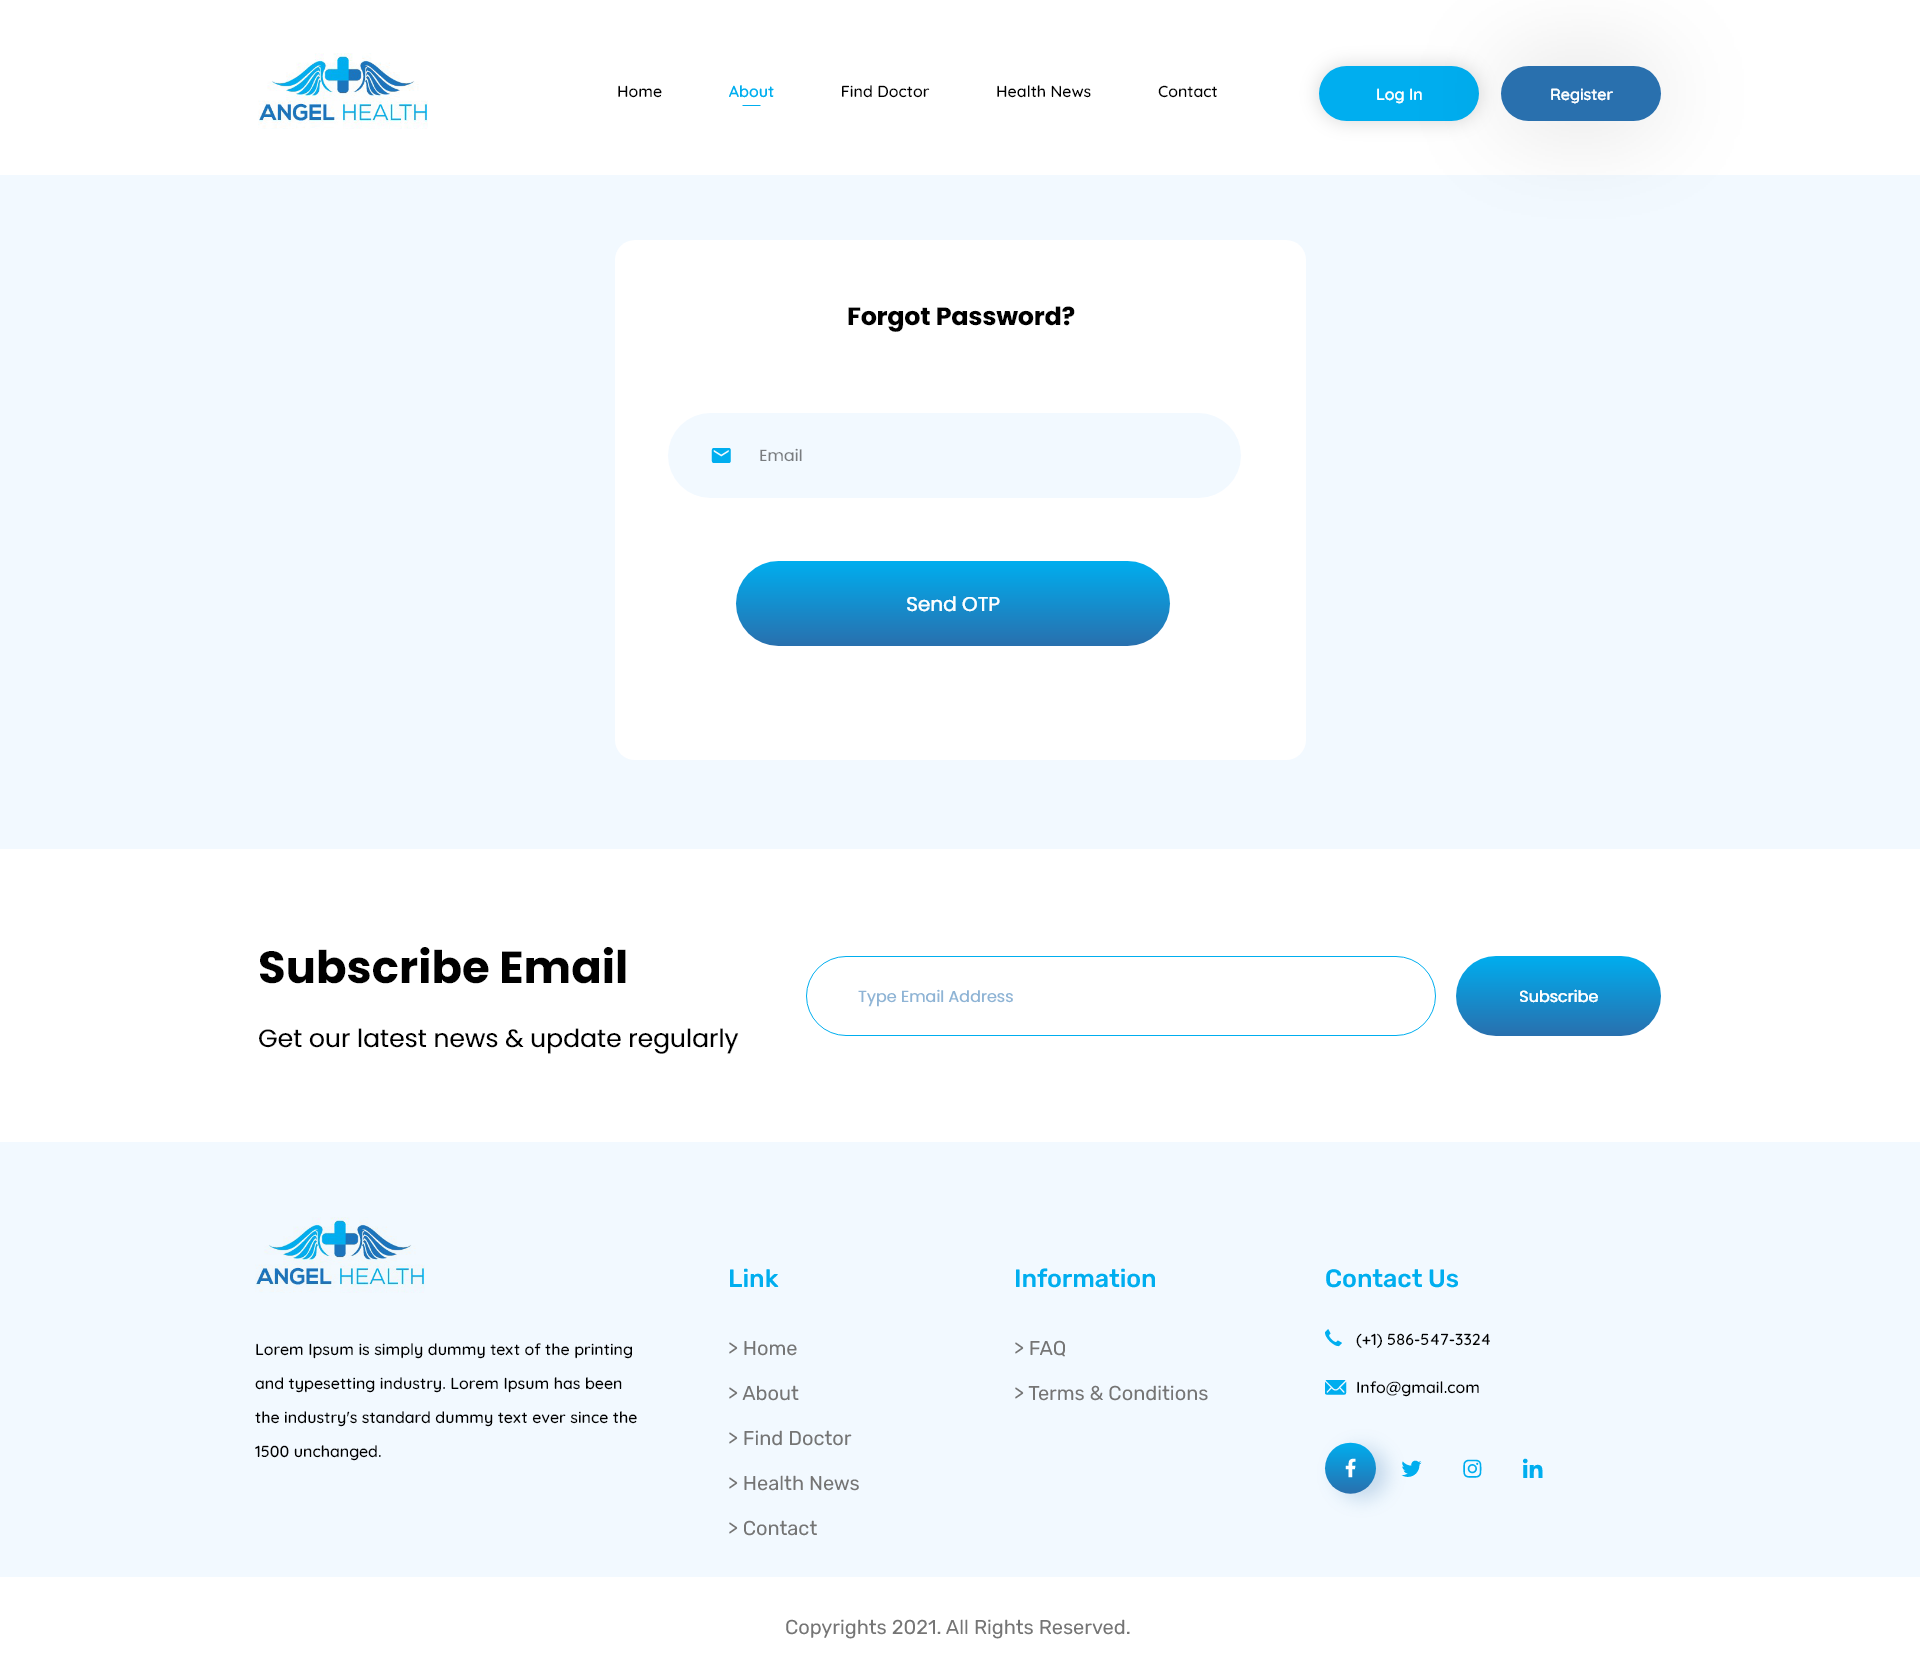 ANGEL HEALTH
Home
About
Find Doctor
Health News
Contact
Log In
Register
Forgot Password?
Email
Send OTP
Subscribe Email
Get our latest news & update regularly
Type Email Address
Subscribe
ANGEL HEALTH
Lorem Ipsum is simply dummy text of the printing
and typesetting industry. Lorem Ipsum has been
the industry's standard dummy text ever since the
1500 unchanged.
Link
> Home
> About
> Find Doctor
> Health News
> Contact
Information
> FAQ
> Terms & Conditions
Contact Us
(+1) 586-547-3324
Info@gmail.com
Copyrights 2021. All Rights Reserved.